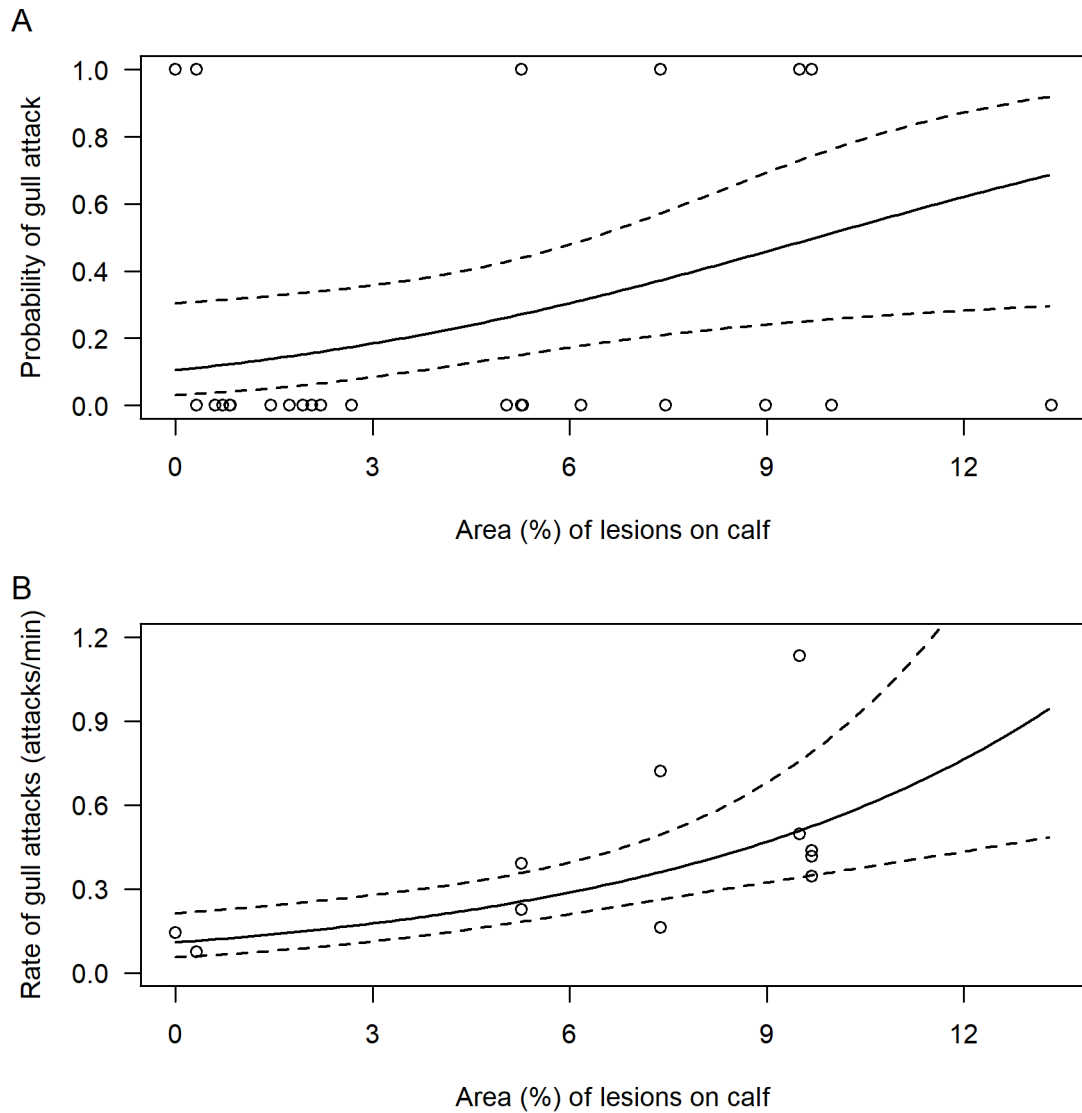 A
Probability of gull attack
1.0
0.8
0.6
0.4
0.2
0.0
0 3 6 9 12
Area (%) of lesions on calf
B
Rate of gull attacks (attacks/min)
1.2
0.9
0.6
0.3
0.0
0 3 6 9 12
Area (%) of lesions on calf